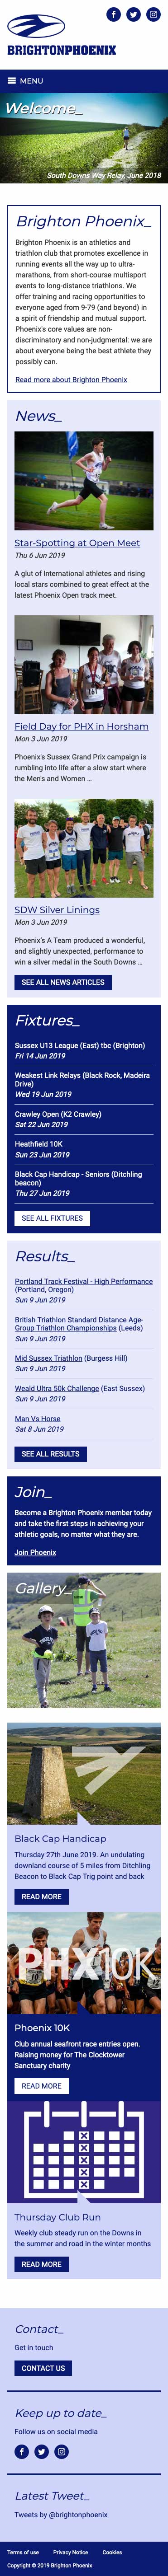 BRIGHTONPHOENIX
MENU
Welcome_
South Downs Way Relay, June 2018
Brighton Phoenix_
Brighton Phoenix is an athletics and
triathlon club that promotes excellence in
running events all the way up to ultra-
marathons, from short-course multisport
events to long-distance triathlons. We
offer training and racing opportunities to
everyone aged from 9-79 (and beyond) in
a spirit of friendship and mutual support.
Phoenix's core values are non-
discriminatory and non-judgmental: we are
about everyone being the best athlete they
possibly can.
Read more about Brighton Phoenix
News_
Star-Spotting at Open Meet
Thu 6 Jun 2019
A glut of International athletes and rising
local stars combined to great effect at the
latest Phoenix Open track meet.
Field Day for PHX in Horsham
Mon 3 Jun 2019
Phoenix's Sussex Grand Prix campaign is
rumbling into life after a slow start where
the Men's and Women ...
SDW Silver Linings
Mon 3 Jun 2019
Phoenix's A Team produced a wonderful,
and slightly unexpected, performance to
win a silver medal in the South Downs ...
SEE ALL NEWS ARTICLES
Fixtures_
Sussex U13 League (East) tbc (Brighton)
Fri 14 Jun 2019
Weakest Link Relays (Black Rock, Madeira
Drive)
Wed 19 Jun 2019
Crawley Open (K2 Crawley)
Sat 22 Jun 2019
Heathfield 10K
Sun 23 Jun 2019
Black Cap Handicap - Seniors (Ditchling
beacon)
Thu 27 Jun 2019
SEE ALL FIXTURES
Results_
Portland Track Festival - High Performance
(Portland, Oregon)
Sun 9 Jun 2019
British Triathlon Standard Distance Age-
Group Triathlon Championships (Leeds)
Sun 9 Jun 2019
Mid Sussex Triathlon (Burgess Hill)
Sun 9 Jun 2019
Weald Ultra 50k Challenge (East Sussex)
Sun 9 Jun 2019
Man Vs Horse
Sat 8 Jun 2019
SEE ALL RESULTS
Join_
Become a Brighton Phoenix member today
and take the first steps in achieving your
athletic goals, no matter what they are.
Join Phoenix
Gallery_
Black Cap Handicap
Thursday 27th June 2019. An undulating
downland course of 5 miles from Ditchling
Beacon to Black Cap Trig point and back
READ MORE
PHX10K
Phoenix 10K
Club annual seafront race entries open.
Raising money for The Clocktower
Sanctuary charity
READ MORE
Thursday Club Run
Weekly club steady run on the Downs in
the summer and road in the winter months
READ MORE
Contact_
Get in touch
CONTACT US
Keep up to date_
Follow us on social media
Latest Tweet_
Tweets by @brightonphoenix
Terms of use Privacy Notice Cookies
Copyright © 2019 Brighton Phoenix